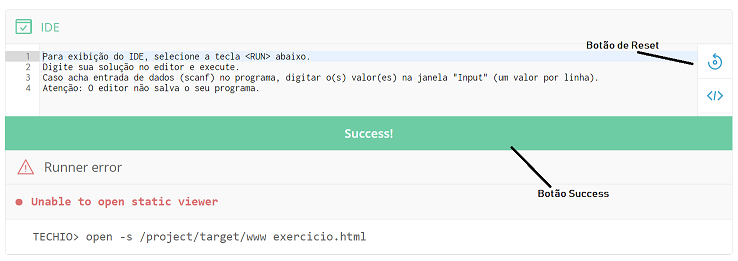 IDE
Botão de Reset
1 Para exibição do IDE, selecione a tecla <RUN> abaixo.
2 Digite sua solução no editor e execute.
3 Caso acha entrada de dados (scanf) no programa, digitar o(s) valor(es) na janela "Input" (um valor por linha).
4 Atenção: O editor não salva o seu programa.
</>
Success!
Runner error
Botão Success
Unable to open static viewer
TECHIO> open -s /project/target/www exercicio.html